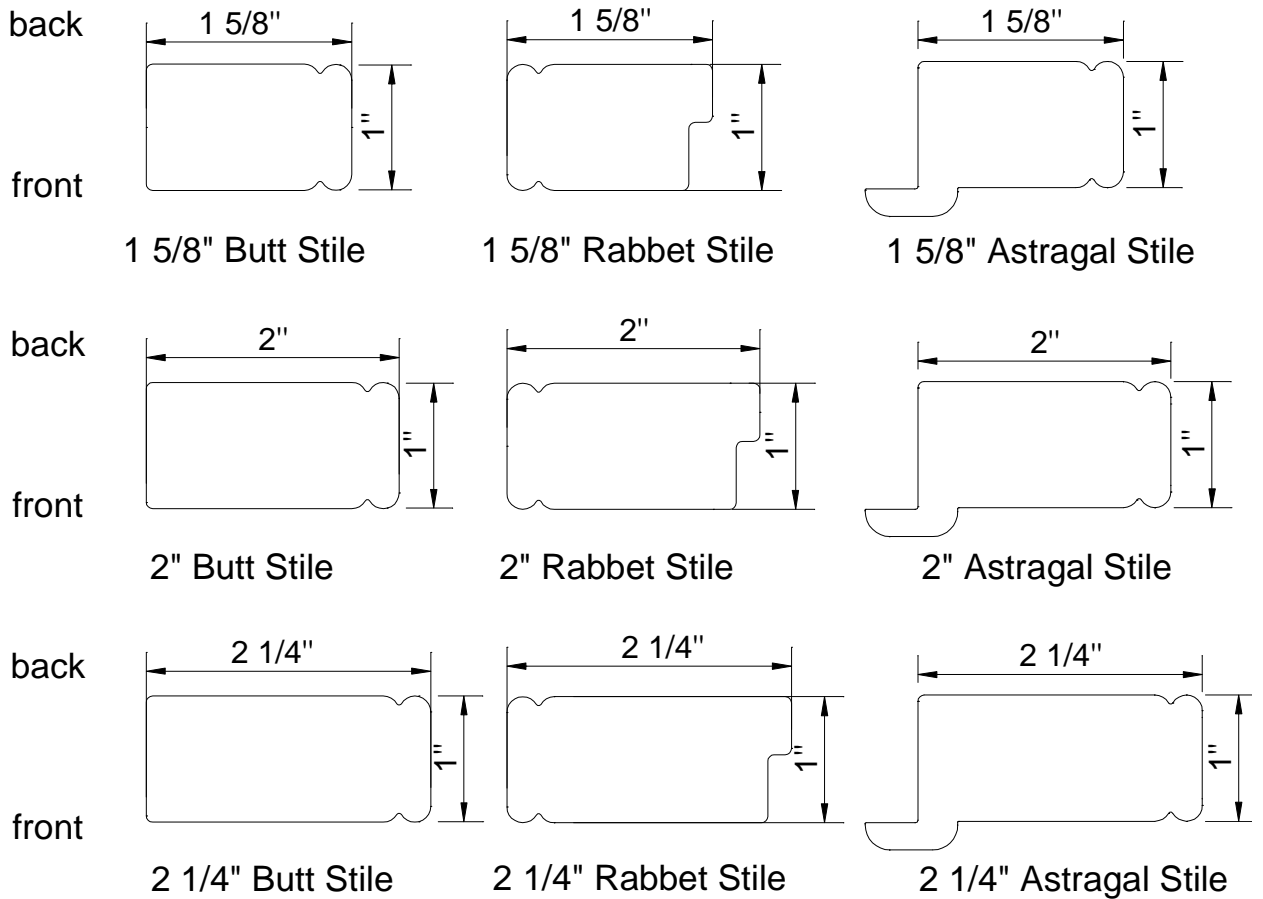 back
1 5/8"
1 5/8"
1 5/8"
1"
1"
1"
front
1 5/8" Butt Stile
1 5/8" Rabbet Stile
1 5/8" Astragal Stile
back
2"
2"
2"
1"
1"
1"
front
2" Butt Stile
2" Rabbet Stile
2" Astragal Stile
back
2 1/4"
2 1/4"
2 1/4"
1"
1"
1"
front
2 1/4" Butt Stile
2 1/4" Rabbet Stile
2 1/4" Astragal Stile